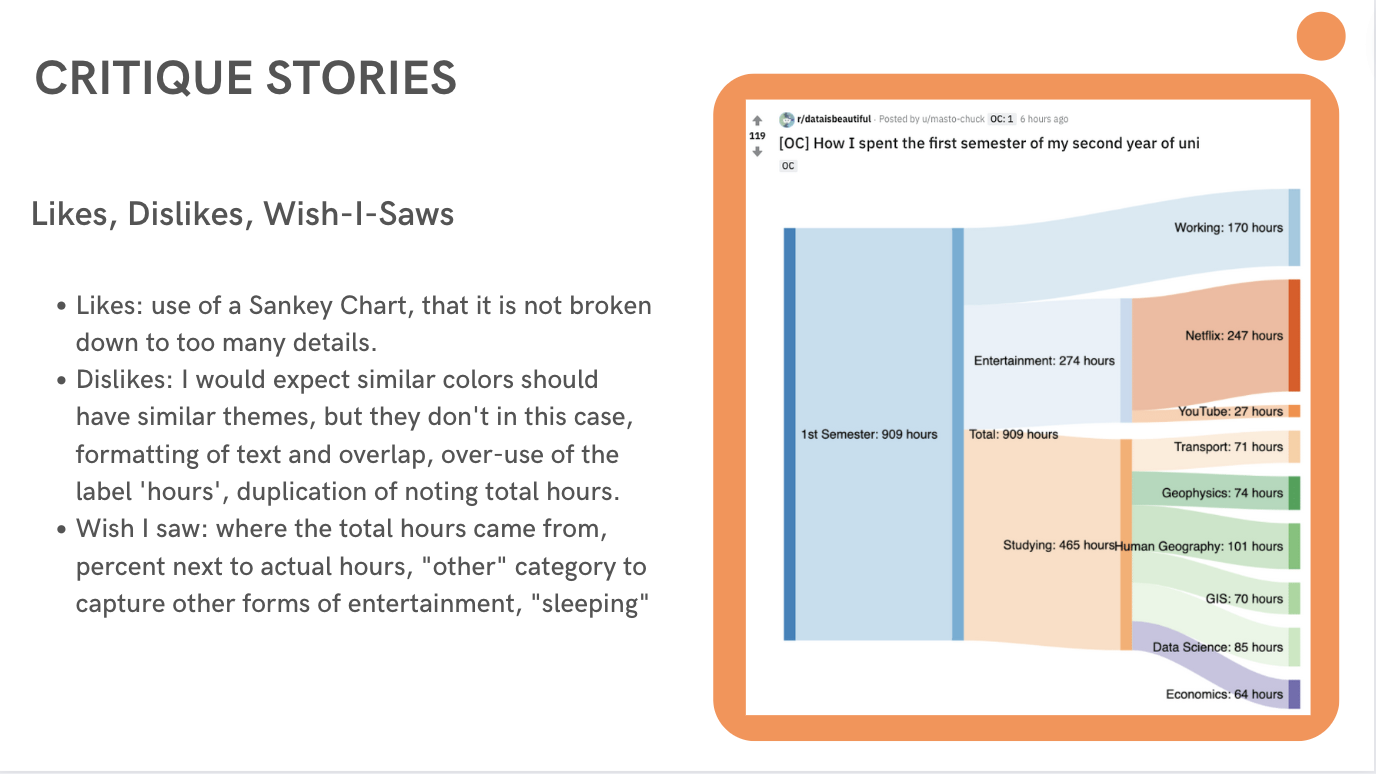 CRITIQUE STORIES
Likes, Dislikes, Wish-I-Saws
• Likes: use of a Sankey Chart, that it is not broken
down to too many details.
• Dislikes: I would expect similar colors should
have similar themes, but they don't in this case,
formatting of text and overlap, over-use of the
label 'hours', duplication of noting total hours.
• Wish I saw: where the total hours came from,
percent next to actual hours, "other" category to
capture other forms of entertainment, "sleeping"
r/dataisbeautiful · Posted by u/masto-chuck OC: 1 6 hours ago
119
[OC] How I spent the first semester of my second year of uni
OC
Working: 170 hours
Netflix: 247 hours
Entertainment: 274 hours
YouTube: 27 hours
1st Semester: 909 hours
Total: 909 hours
Transport: 71 hours
Geophysics: 74 hours
Studying: 465 hours
Human Geography: 101 hours
GIS: 70 hours
Data Science: 85 hours
Economics: 64 hours